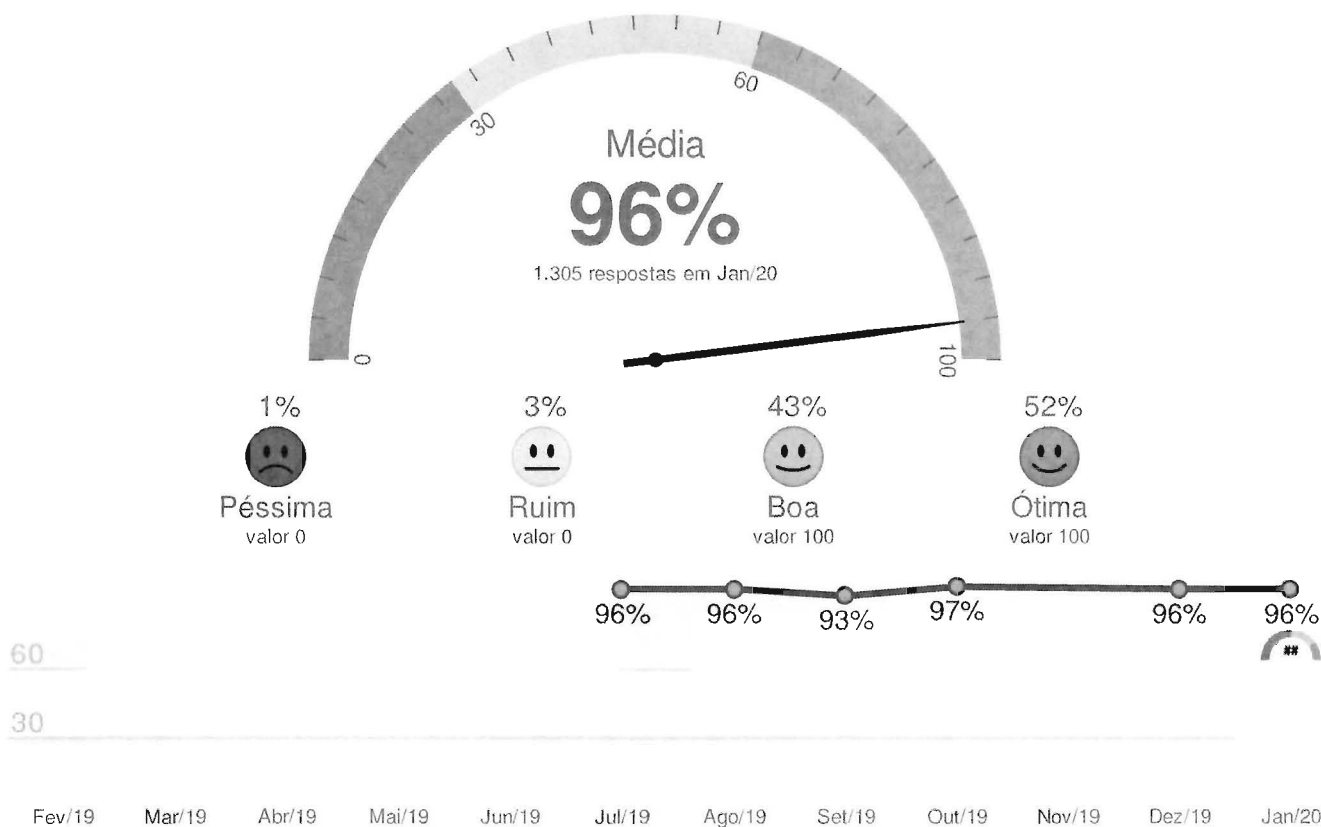 60
30
Média
96%
1.305 respostas em Jan/20
0
100
1% 3% 43% 52%
Péssima Ruim Boa Ótima
valor 0 valor 0 valor 100 valor 100
96% 96% 93% 97% 96% 96%
##
60
30
Fev/19 Mar/19 Abr/19 Mai/19 Jun/19 Jul/19 Ago/19 Set/19 Out/19 Nov/19 Dez/19 Jan/20